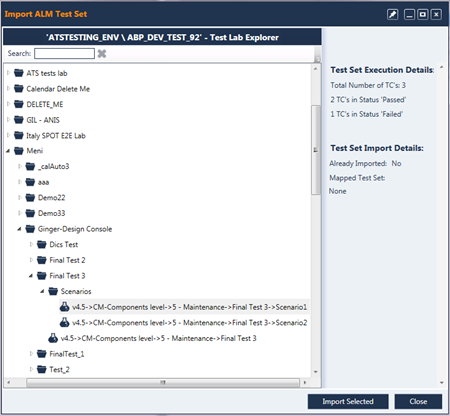 Import ALM Test Set
'ATSTESTING_ENV \ ABP_DEV_TEST_92' - Test Lab Explorer
Search:
ATS tests lab
Calendar Delete Me
DELETE_ME
GIL - ANIS
Italy SPOT E2E Lab
Meni
_calAuto3
aaa
Demo22
Demo33
Ginger-Design Console
Dics Test
Final Test 2
Final Test 3
Scenarios
v4.5->CM-Components level->5 - Maintenance->Final Test 3->Scenario1
v4.5->CM-Components level->5 - Maintenance->Final Test 3->Scenario2
v4.5->CM-Components level->5 - Maintenance->Final Test 3
FinalTest_1
Test_2
Test Set Execution Details:
Total Number of TC's: 3
2 TC's in Status 'Passed'
1 TC's in Status 'Failed'
Test Set Import Details:
Already Imported: No
Mapped Test Set:
None
Import Selected
Close